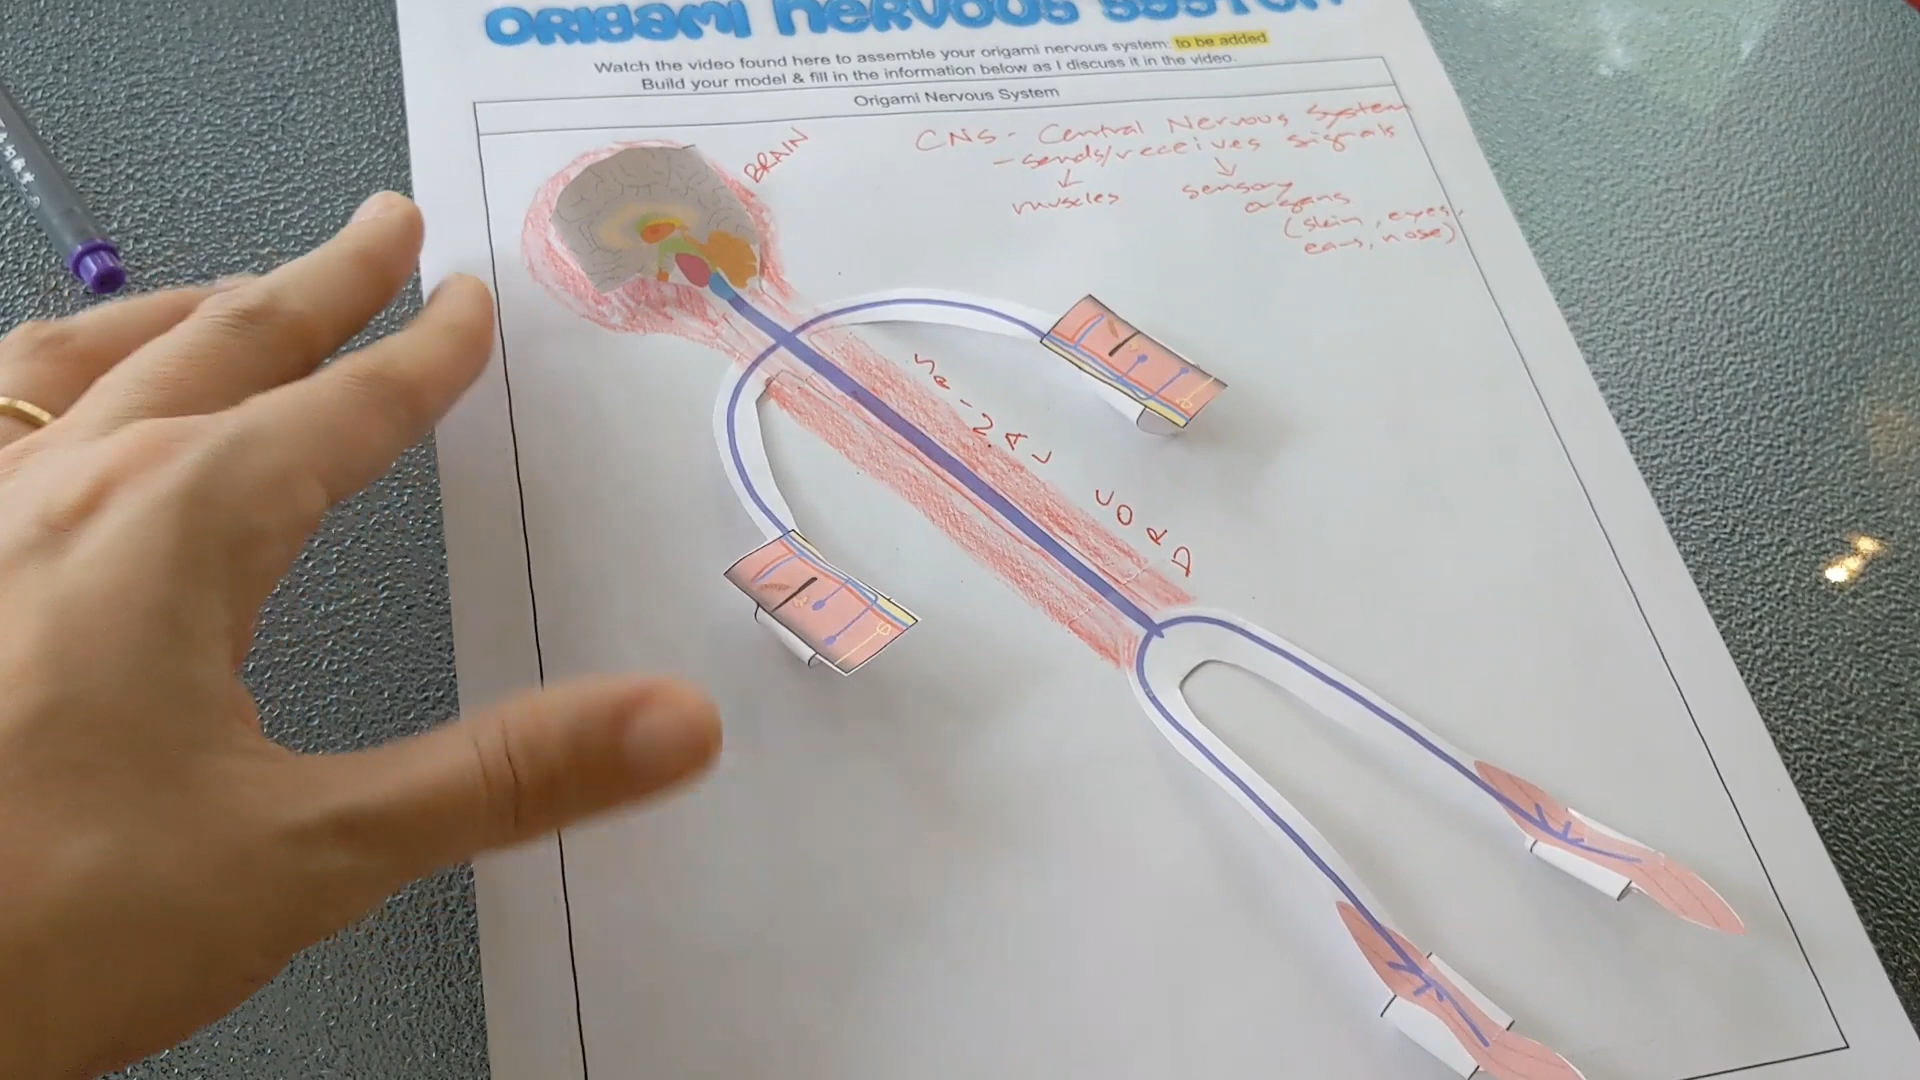 ORIGAMI NERVOUS SYSTEM
Watch the video found here to assemble your origami nervous system: to be added
Build your model & fill in the information below as I discuss it in the video.
Origami Nervous System
BRAIN
CNS - Central Nervous System
- sends/receives signals
muscles
sensory
organs
(skin, eyes,
ears, nose)
CORD